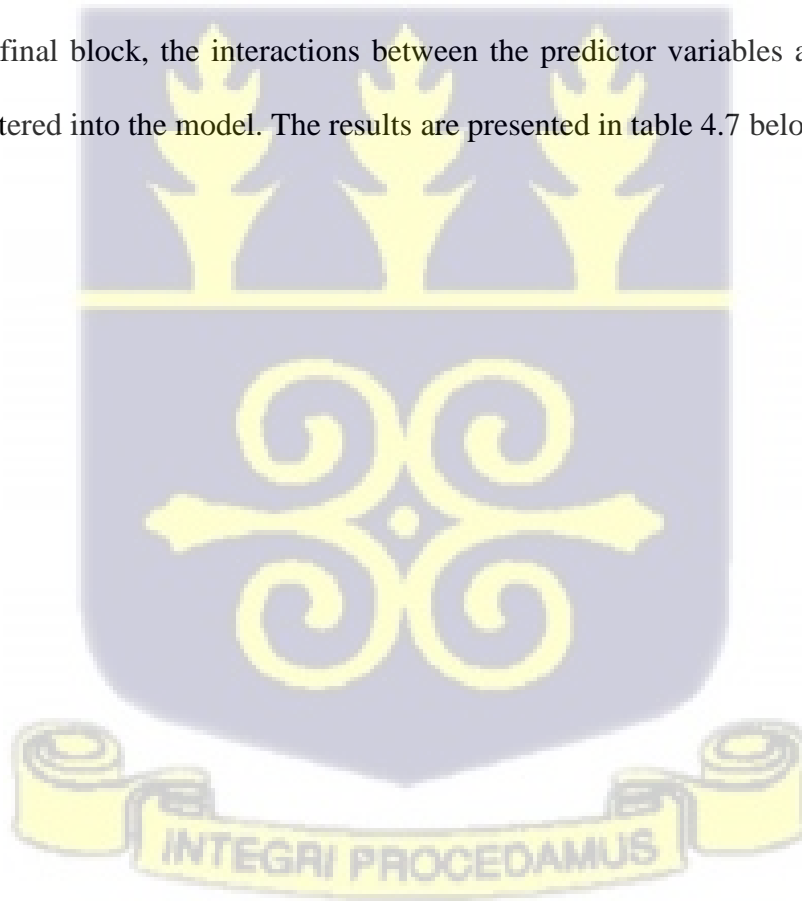 final block, the interactions between the predictor variables a
tered into the model. The results are presented in table 4.7 belo
INTEGRI PROCEDAMUS